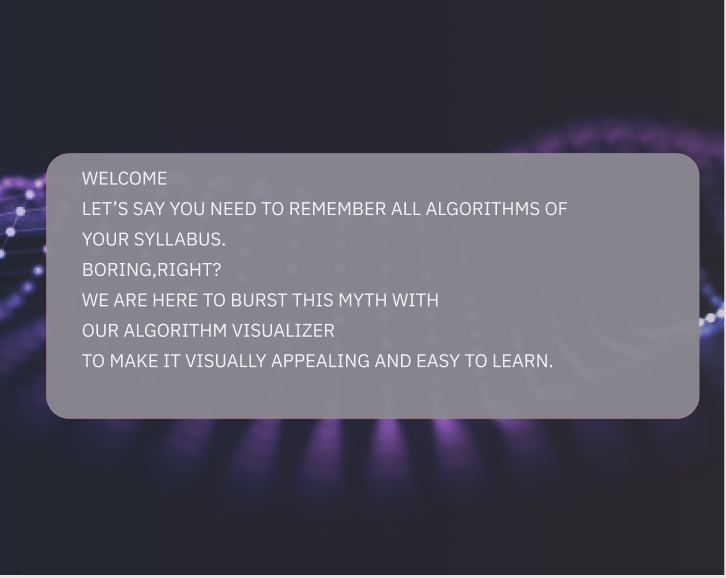 WELCOME
LET’S SAY YOU NEED TO REMEMBER ALL ALGORITHMS OF
YOUR SYLLABUS.
BORING,RIGHT?
WE ARE HERE TO BURST THIS MYTH WITH
OUR ALGORITHM VISUALIZER
TO MAKE IT VISUALLY APPEALING AND EASY TO LEARN.